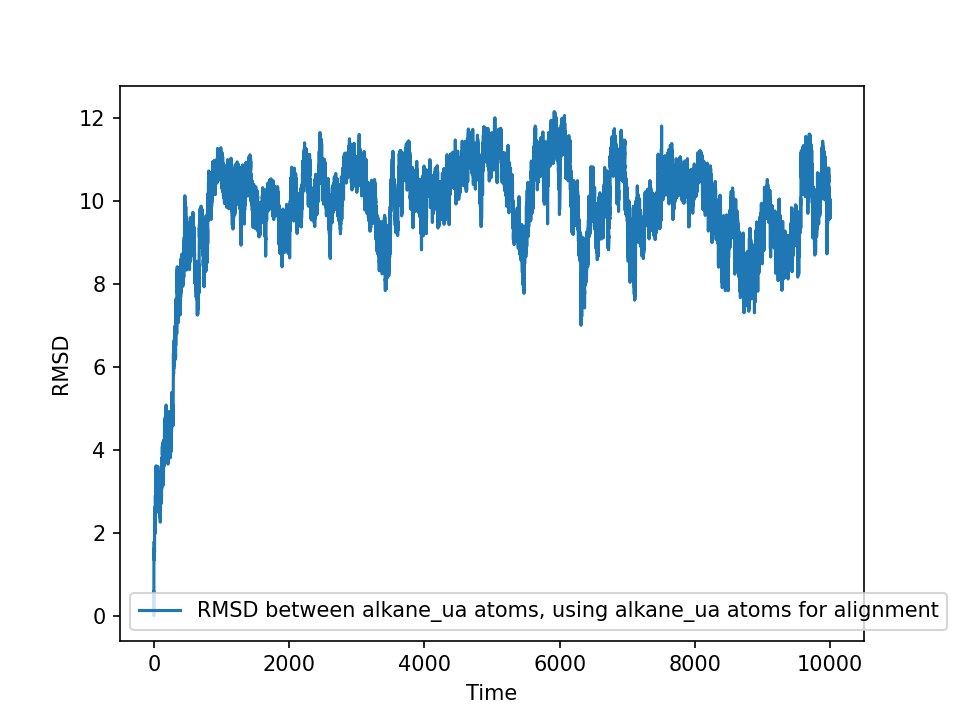 12
10
8
6
4
2
0
RMSD
RMSD between alkane_ua atoms, using alkane_ua atoms for alignment
0 2000 4000 6000 8000 10000
Time